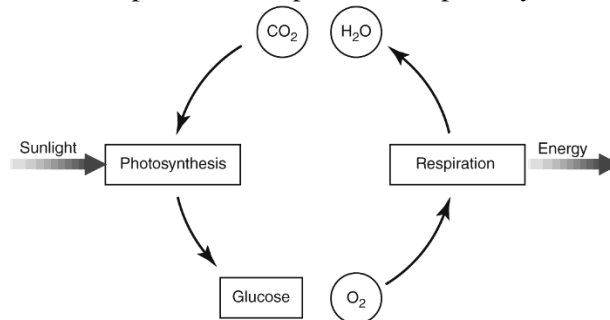 CO₂ H₂O
Sunlight
Photosynthesis
Respiration
Energy
Glucose
O₂